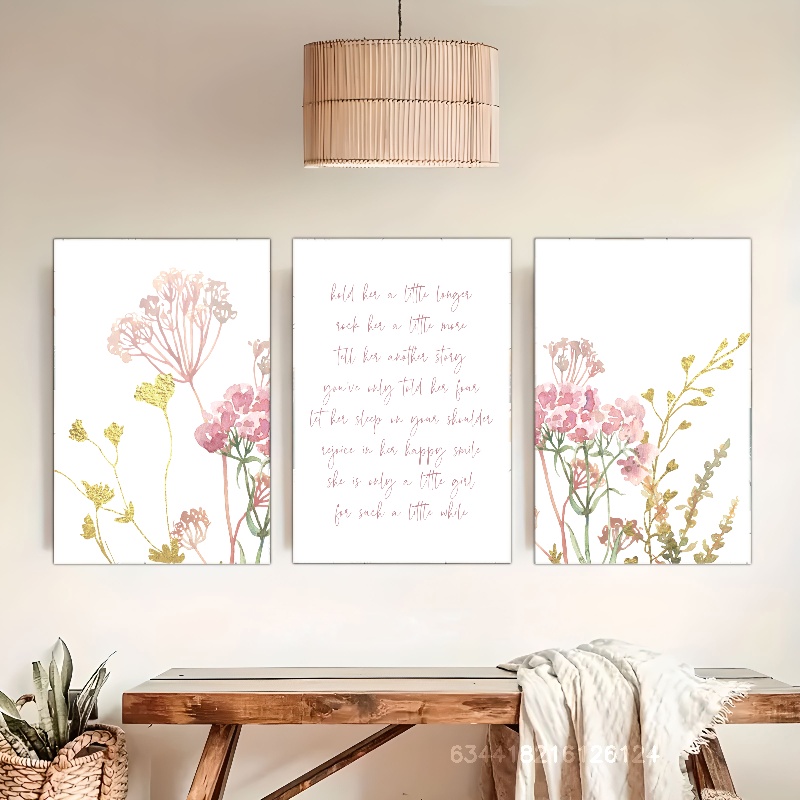 hold her a little longer
rock her a little more
tell her another story
you've only told her four
let her sleep on your shoulder
rejoice in her happy smile
she is only a little girl
for such a little while
634418216126124